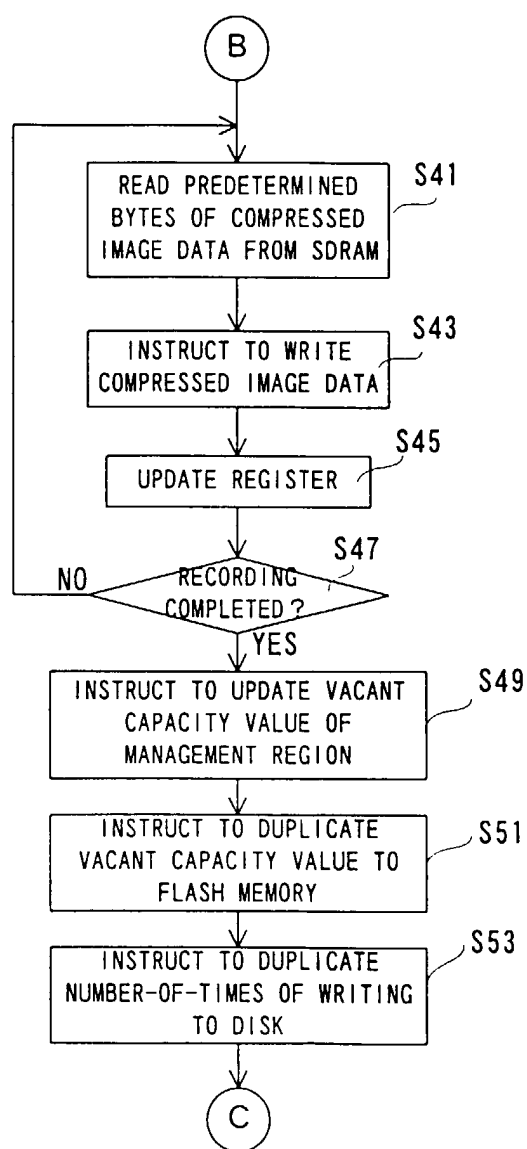 B
READ PREDETERMINED
BYTES OF COMPRESSED
IMAGE DATA FROM SDRAM
S41
INSTRUCT TO WRITE
COMPRESSED IMAGE DATA
S43
UPDATE REGISTER
S45
RECORDING
COMPLETED?
S47
NO
YES
INSTRUCT TO UPDATE VACANT
CAPACITY VALUE OF
MANAGEMENT REGION
S49
INSTRUCT TO DUPLICATE
VACANT CAPACITY VALUE TO
FLASH MEMORY
S51
INSTRUCT TO DUPLICATE
NUMBER-OF-TIMES OF WRITING
TO DISK
S53
C